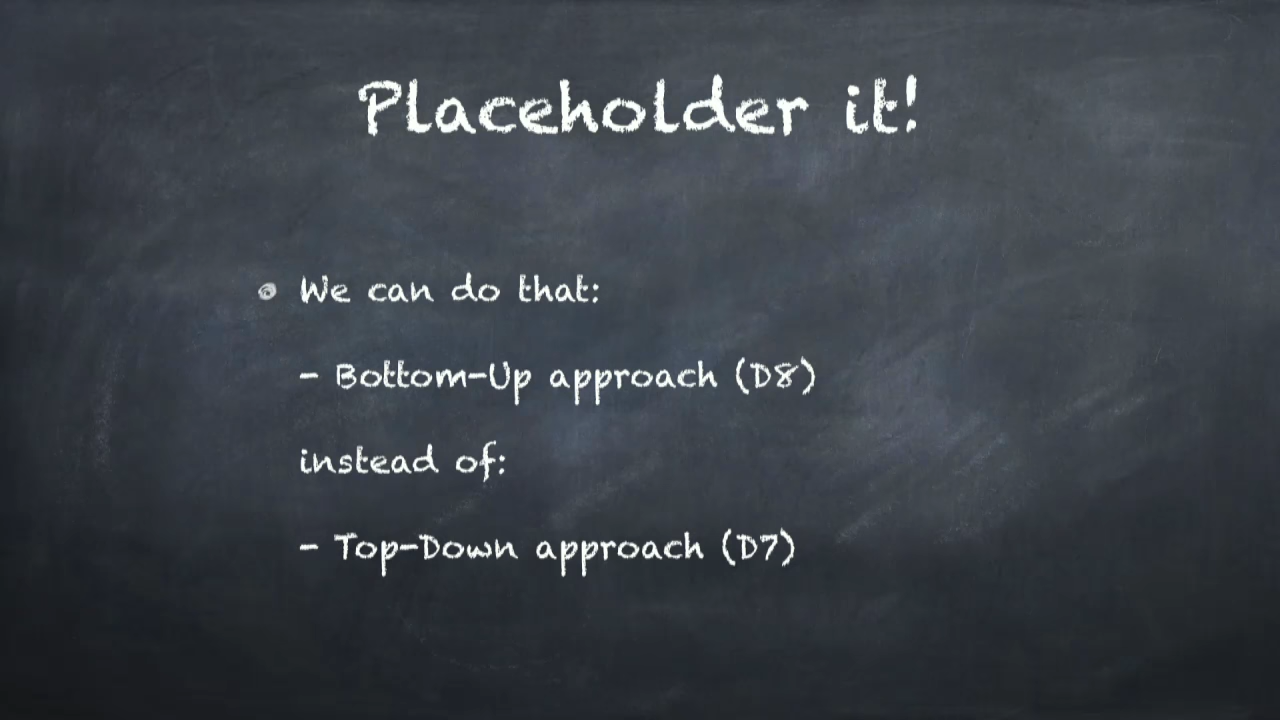 Placeholder it!
We can do that:
- Bottom-Up approach (D8)
instead of:
- Top-Down approach (D7)